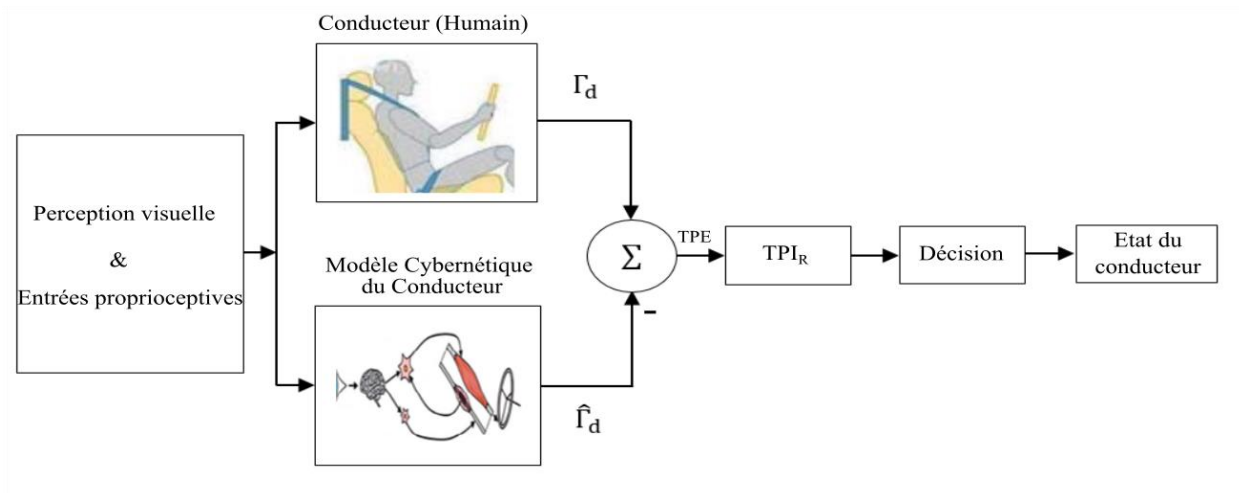 Conducteur (Humain)
Γd
Perception visuelle
&
Entrées proprioceptives
Modèle Cybernétique
du Conducteur
Γ̂d
Σ
-
TPE
TPIR
Décision
Etat du
conducteur